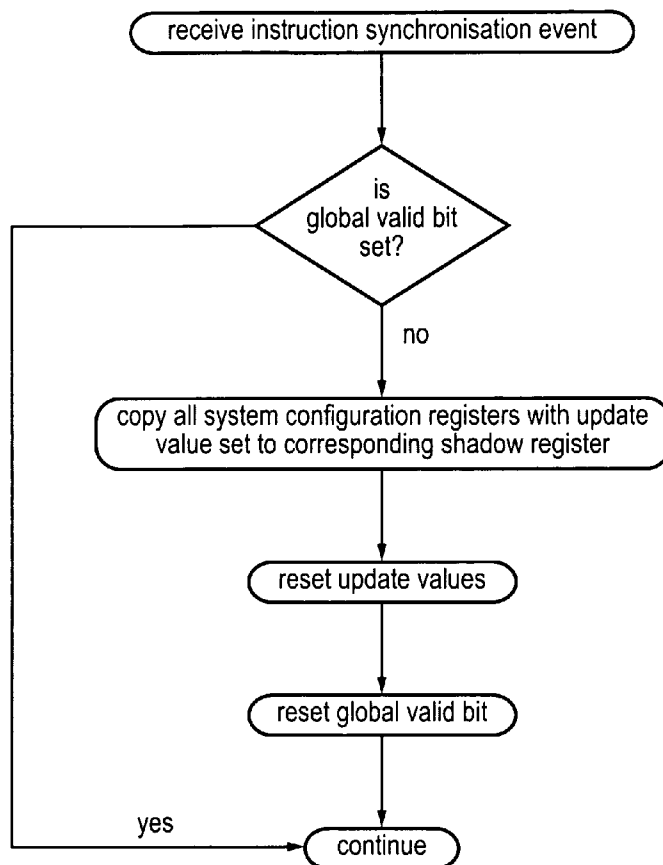 receive instruction synchronisation event
is
global valid bit
set?
no
copy all system configuration registers with update
value set to corresponding shadow register
reset update values
reset global valid bit
yes
continue